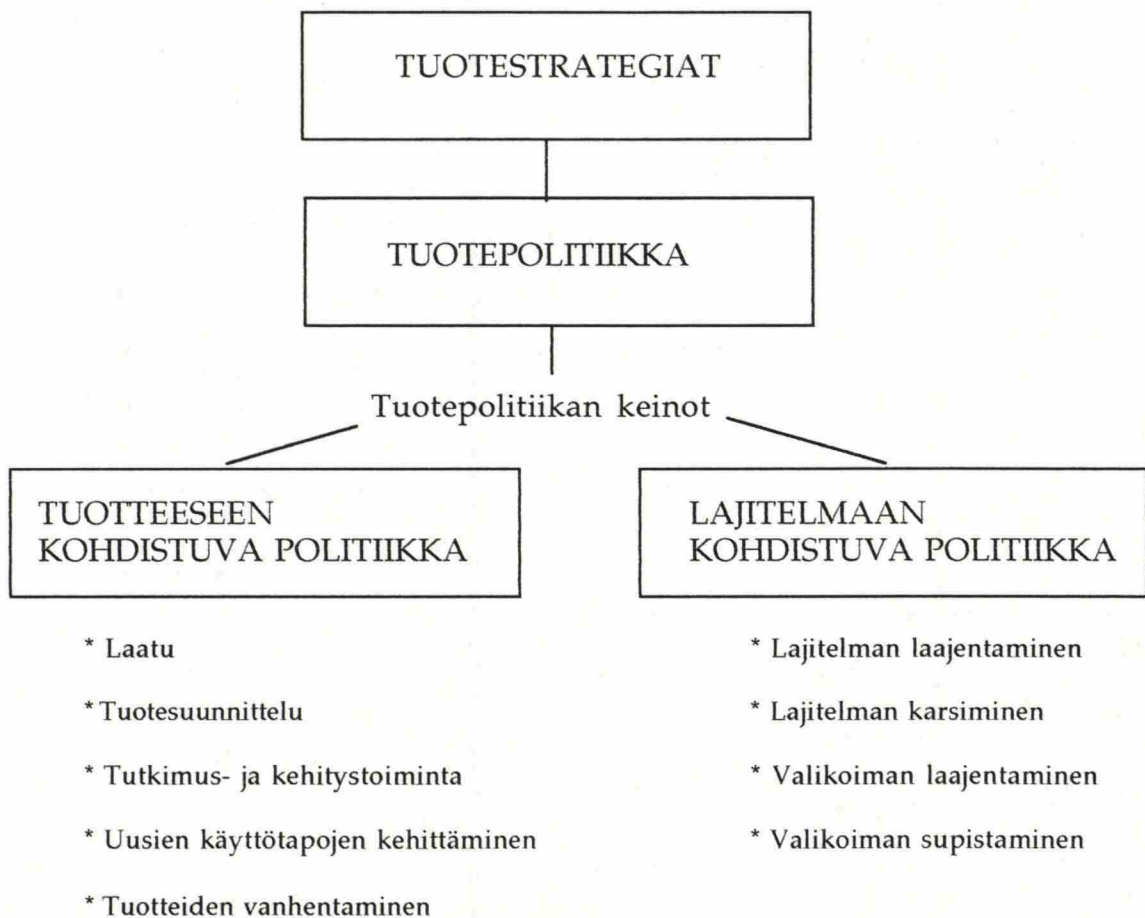 TUOTESTRATEGIAT
TUOTEPOLITIIKKA
Tuotepolitiikan keinot
TUOTTEESEEN
KOHDISTUVA POLITIIKKA
* Laatu
* Tuotesuunnittelu
* Tutkimus- ja kehitystoiminta
* Uusien käyttötapojen kehittäminen
* Tuotteiden vanhentaminen
LAJITELMAAN
KOHDISTUVA POLITIIKKA
* Lajitelman laajentaminen
* Lajitelman karsiminen
* Valikoiman laajentaminen
* Valikoiman supistaminen